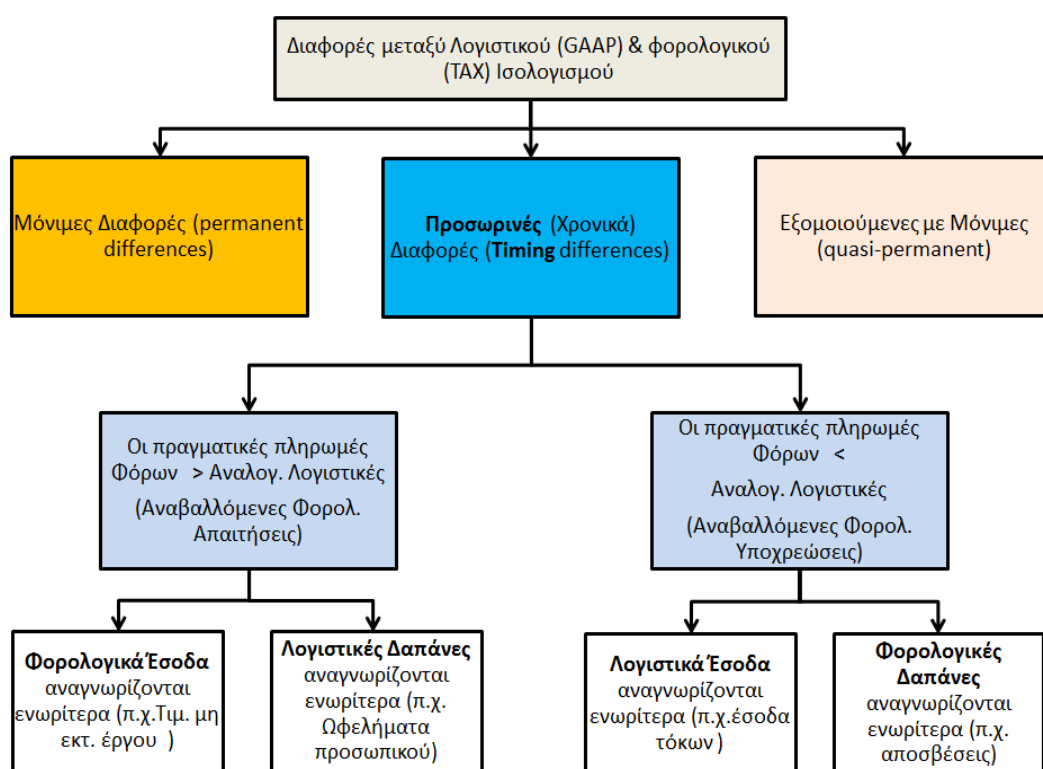 Διαφορές μεταξύ Λογιστικού (GAAP) & φορολογικού
(TAX) Ισολογισμού
Μόνιμες Διαφορές (permanent
differences)
Προσωρινές (Χρονικά)
Διαφορές (Timing differences)
Εξομοιούμενες με Μόνιμες
(quasi-permanent)
Οι πραγματικές πληρωμές
Φόρων > Αναλογ. Λογιστικές
(Αναβαλλόμενες Φορολ.
Απαιτήσεις)
Οι πραγματικές πληρωμές
Φόρων <
Αναλογ. Λογιστικές
(Αναβαλλόμενες Φορολ.
Υποχρεώσεις)
Φορολογικά Έσοδα
αναγνωρίζονται
ενωρίτερα (π.χ.Τιμ. μη
εκτ. έργου )
Λογιστικές Δαπάνες
αναγνωρίζονται
ενωρίτερα (π.χ.
Ωφελήματα
προσωπικού)
Λογιστικά Έσοδα
αναγνωρίζονται
ενωρίτερα (π.χ.έσοδα
τόκων )
Φορολογικές
Δαπάνες
αναγνωρίζονται
ενωρίτερα (π.χ.
αποσβέσεις)